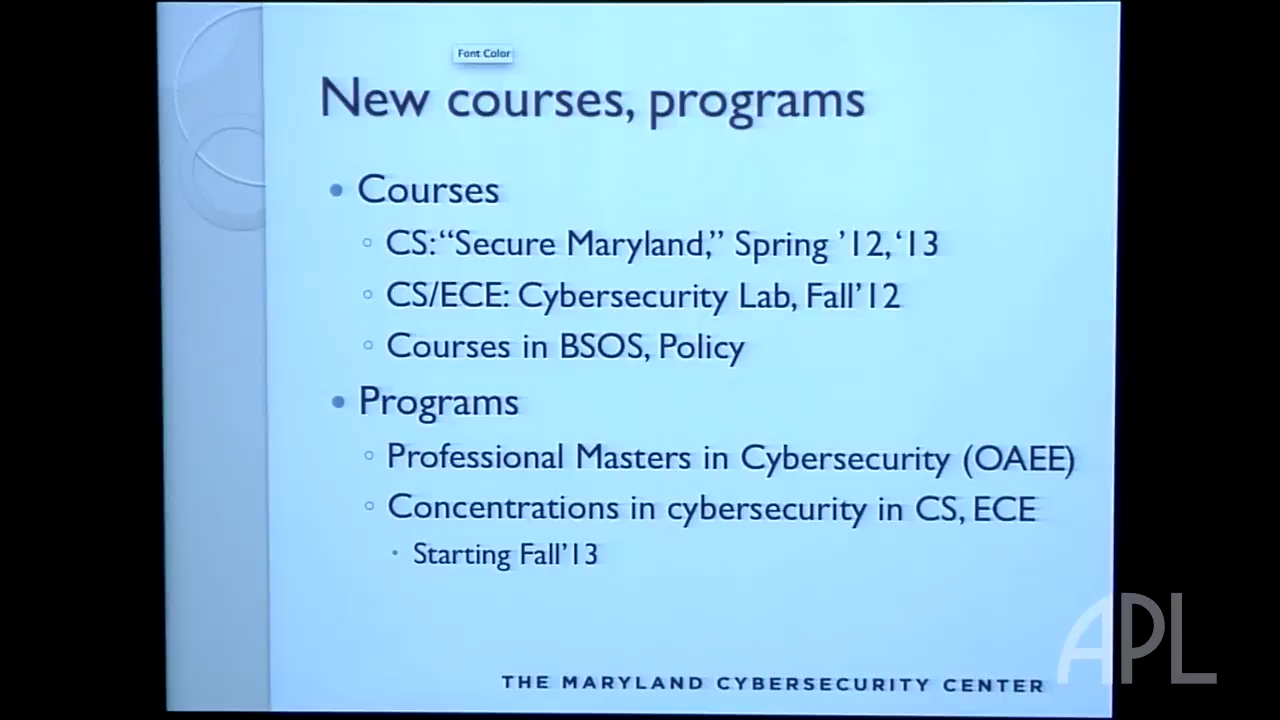 Font Color
New courses, programs
• Courses
◦ CS: “Secure Maryland,” Spring ’12, ‘13
◦ CS/ECE: Cybersecurity Lab, Fall’12
◦ Courses in BSOS, Policy
• Programs
◦ Professional Masters in Cybersecurity (OAEE)
◦ Concentrations in cybersecurity in CS, ECE
• Starting Fall’13
THE MARYLAND CYBERSECURITY CENTER
APL